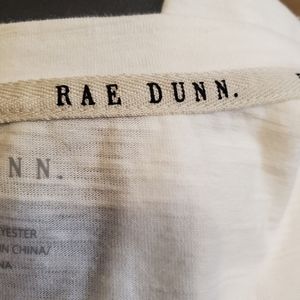 RAE DUNN.
NN.
YESTER
IN CHINA/
NA